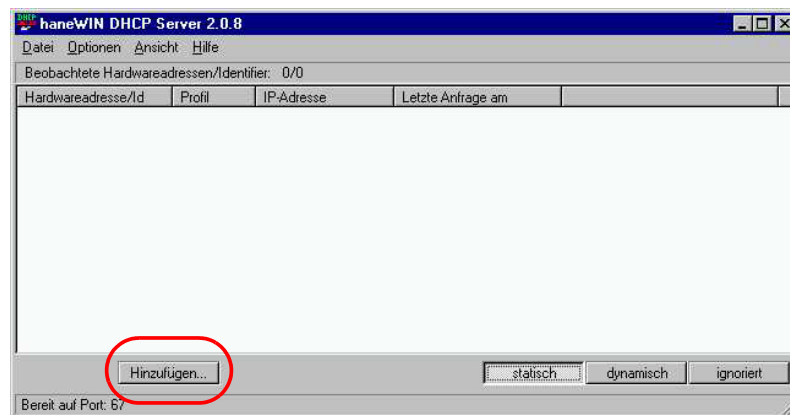 haneWIN DHCP Server 2.0.8
Datei Optionen Ansicht Hilfe
Beobachtete Hardwareadressen/Identifier: 0/0
Hardwareadresse/Id Profil IP-Adresse Letzte Anfrage am
Hinzufügen... statisch dynamisch ignoriert
Bereit auf Port: 67